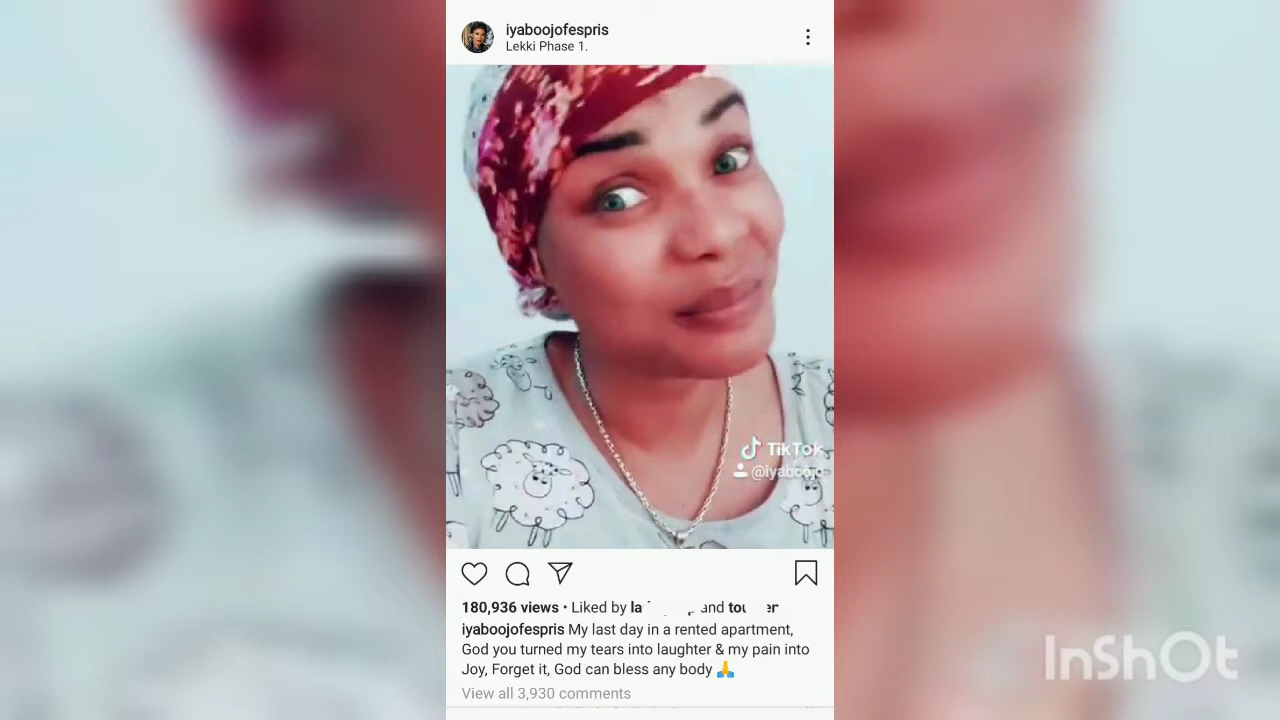 iyaboojofespris
Lekki Phase 1.
TikTok
180,936 views • Liked by la and
iyaboojofespris My last day in a rented apartment,
God you turned my tears into laughter & my pain into
Joy, Forget it, God can bless any body 🙏
View all 3,930 comments
InShOt